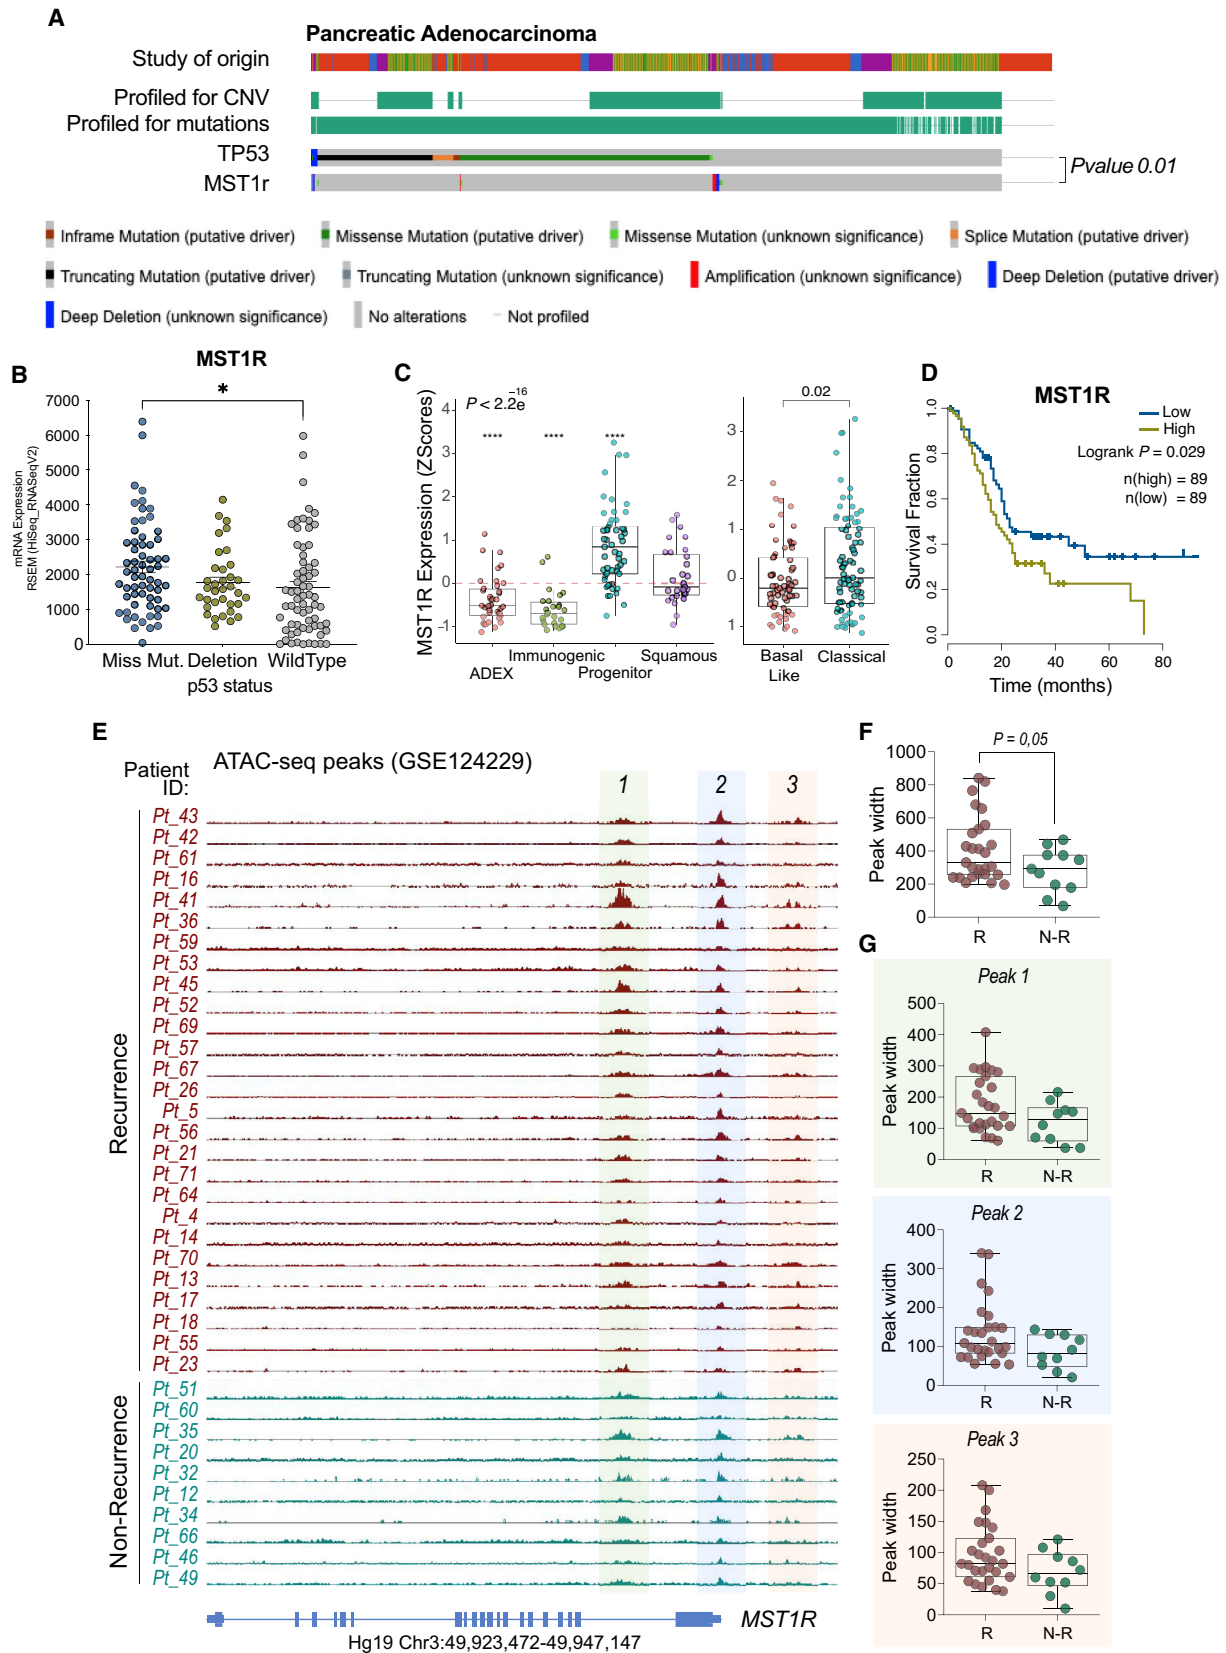 A
Pancreatic Adenocarcinoma
Study of origin
Profiled for CNV
Profiled for mutations
TP53
MST1r
Pvalue 0.01
Inframe Mutation (putative driver)
Missense Mutation (putative driver)
Missense Mutation (unknown significance)
Splice Mutation (putative driver)
Truncating Mutation (putative driver)
Truncating Mutation (unknown significance)
Amplification (unknown significance)
Deep Deletion (putative driver)
Deep Deletion (unknown significance)
No alterations
Not profiled
B
MST1R
*
mRNA Expression
RSEM (HiSeq_RNASeqV2)
7000
6000
5000
4000
3000
2000
1000
0
Miss Mut. Deletion WildType
p53 status
C
MST1R Expression (ZScores)
P < 2.2e-16
**** **** ****
4
3
2
1
0
-1
ADEX
Immunogenic
Progenitor
Squamous
0.02
3
2
1
0
1
Basal
Like
Classical
D
MST1R
Low
High
Logrank P = 0.029
n(high) = 89
n(low) = 89
Survival Fraction
1.0
0.8
0.6
0.4
0.2
0.0
0 20 40 60 80
Time (months)
E
ATAC-seq peaks (GSE124229)
Patient
ID:
1 2 3
Recurrence
Pt_43
Pt_42
Pt_61
Pt_16
Pt_41
Pt_36
Pt_59
Pt_53
Pt_45
Pt_52
Pt_69
Pt_57
Pt_67
Pt_26
Pt_5
Pt_56
Pt_21
Pt_71
Pt_64
Pt_4
Pt_14
Pt_70
Pt_13
Pt_17
Pt_18
Pt_55
Pt_23
Non-Recurrence
Pt_51
Pt_60
Pt_35
Pt_20
Pt_32
Pt_12
Pt_34
Pt_66
Pt_46
Pt_49
MST1R
Hg19 Chr3:49,923,472-49,947,147
F
P = 0,05
Peak width
1000
800
600
400
200
0
R N-R
G
Peak 1
Peak width
500
400
300
200
100
0
R N-R
Peak 2
Peak width
400
300
200
100
0
R N-R
Peak 3
Peak width
250
200
150
100
50
0
R N-R